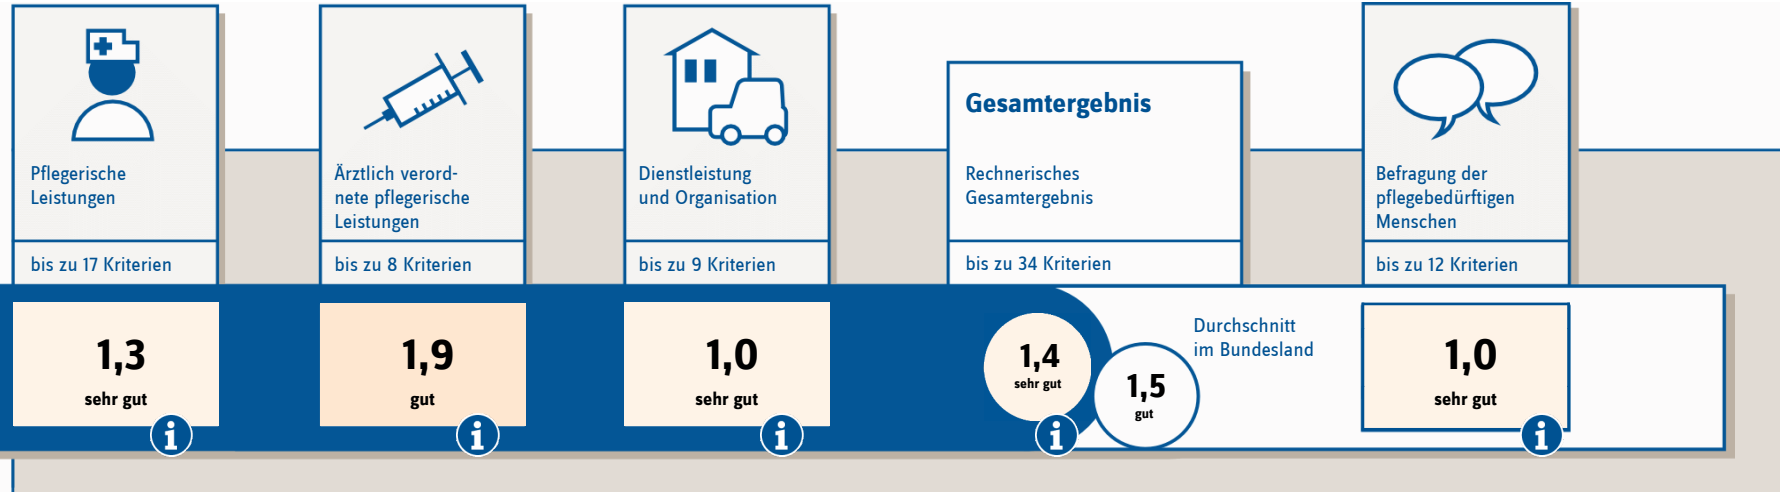 Pflegerische
Leistungen
bis zu 17 Kriterien
1,3
sehr gut
i
Ärztlich verord-
nete pflegerische
Leistungen
bis zu 8 Kriterien
1,9
gut
i
Dienstleistung
und Organisation
bis zu 9 Kriterien
1,0
sehr gut
i
Gesamtergebnis
Rechnerisches
Gesamtergebnis
bis zu 34 Kriterien
1,4
sehr gut
i
1,5
gut
Durchschnitt
im Bundesland
Befragung der
pflegebedürftigen
Menschen
bis zu 12 Kriterien
1,0
sehr gut
i